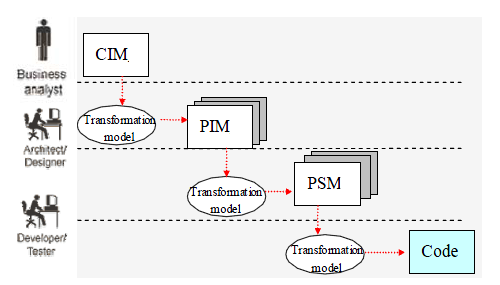 CIM.
Business
analyst
Transformation
model
PIM
Architect/
Designer
PSM
Transformation
model
Developer/
Tester
Transformation
model
Code